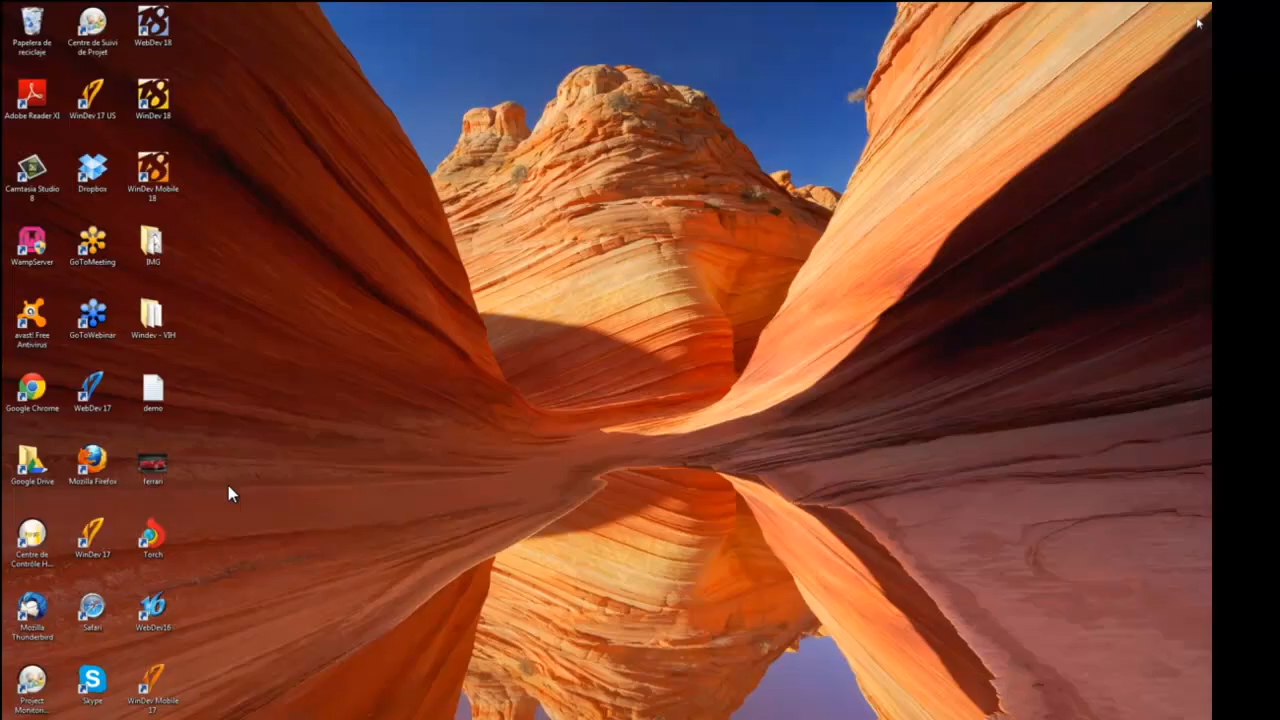 Papelera de
reciclaje
Centre de Suivi
de Projet
WebDev 18
Adobe Reader XI
WinDev 17 US
WinDev 18
Camtasia Studio
8
Dropbox
WinDev Mobile
18
WampServer
GoToMeeting
IMG
avast! Free
Antivirus
GoToWebinar
Windev - VIH
Google Chrome
WebDev 17
demo
Google Drive
Mozilla Firefox
ferrari
Centre de
Contrôle H...
WinDev 17
Torch
Mozilla
Thunderbird
Safari
WebDev16
Project
Monitori...
Skype
WinDev Mobile
17